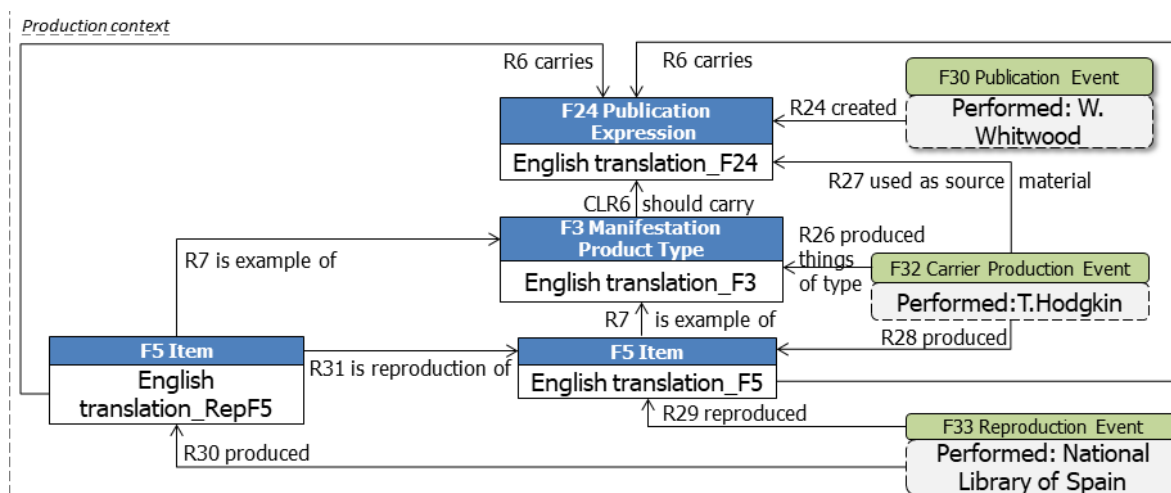 Production context
R6 carries
R6 carries
F30 Publication Event
Performed: W.
Whitwood
R24 created
F24 Publication
Expression
English translation_F24
R27 used as source material
CLR6 should carry
F3 Manifestation
Product Type
English translation_F3
R7 is example of
R26 produced
things
of type
F32 Carrier Production Event
Performed:T.Hodgkin
R7 is example of
R28 produced
F5 Item
English
translation_RepF5
R31 is reproduction of
F5 Item
English translation_F5
R29 reproduced
F33 Reproduction Event
Performed: National
Library of Spain
R30 produced